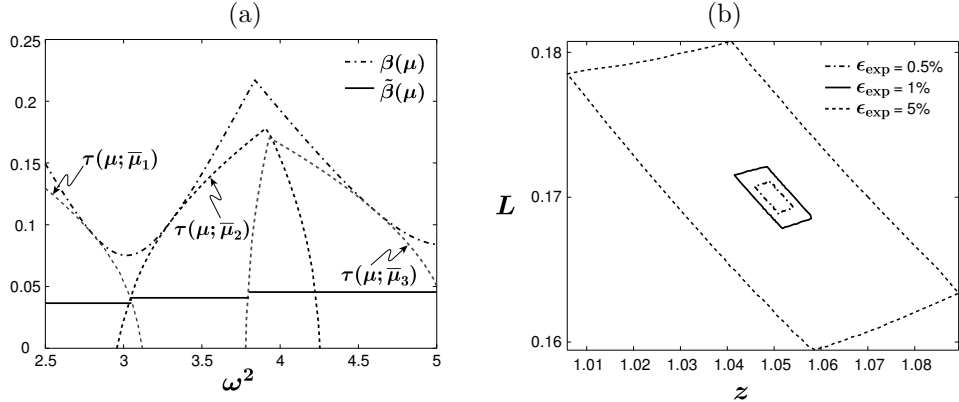 (a)
0.25
0.2
0.15
0.1
0.05
0
2.5 3 3.5 4 4.5 5
ω²
β(μ)
β̃(μ)
τ(μ; μ̅₁)
τ(μ; μ̅₂)
τ(μ; μ̅₃)
(b)
0.18
0.17
0.16
L
1.01 1.02 1.03 1.04 1.05 1.06 1.07 1.08
z
ϵexp = 0.5%
ϵexp = 1%
ϵexp = 5%